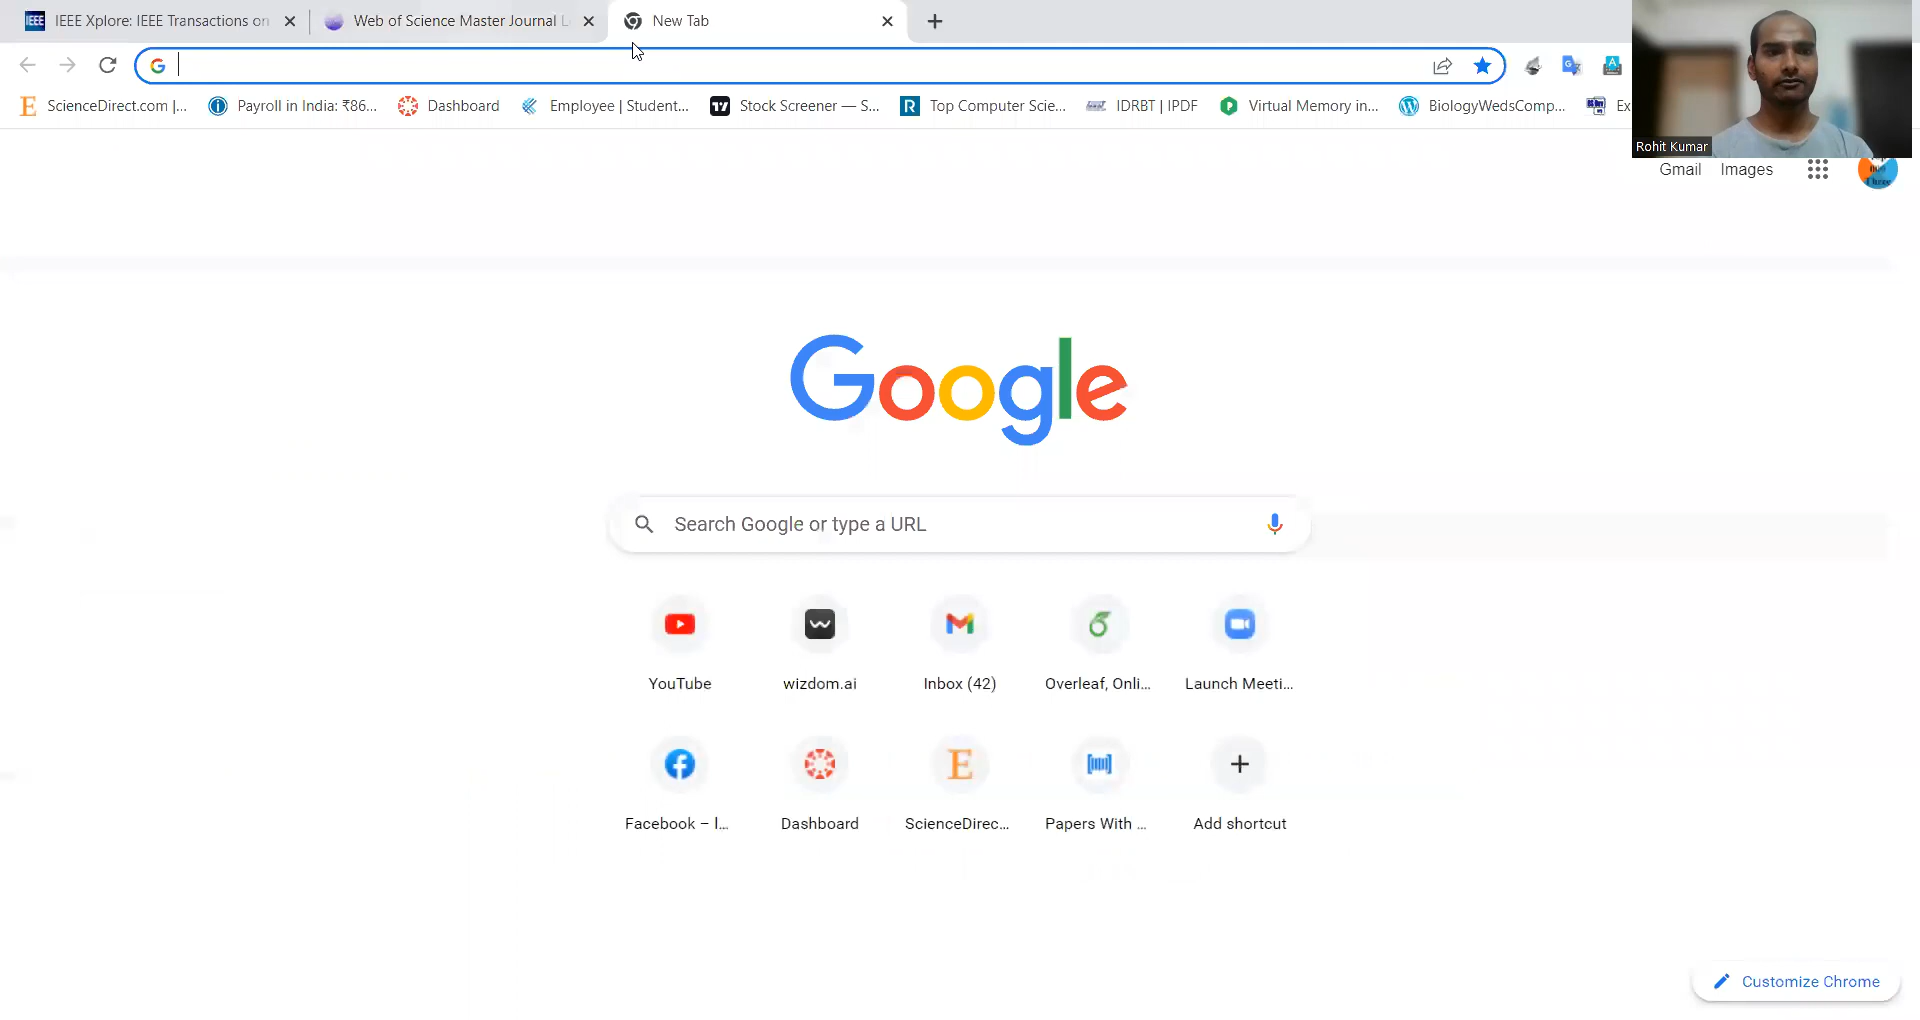 IEEE Xplore: IEEE Transactions on
Web of Science Master Journal L
New Tab
ScienceDirect.com |...
Payroll in India: ₹86...
Dashboard
Employee | Student...
Stock Screener — S...
Top Computer Scie...
IDRBT | IPDF
Virtual Memory in...
BiologyWedsComp...
Ex
Rohit Kumar
Gmail
Images
Google
Search Google or type a URL
YouTube
wizdom.ai
Inbox (42)
Overleaf, Onli...
Launch Meeti...
Facebook – l...
Dashboard
ScienceDirec...
Papers With ...
Add shortcut
Customize Chrome